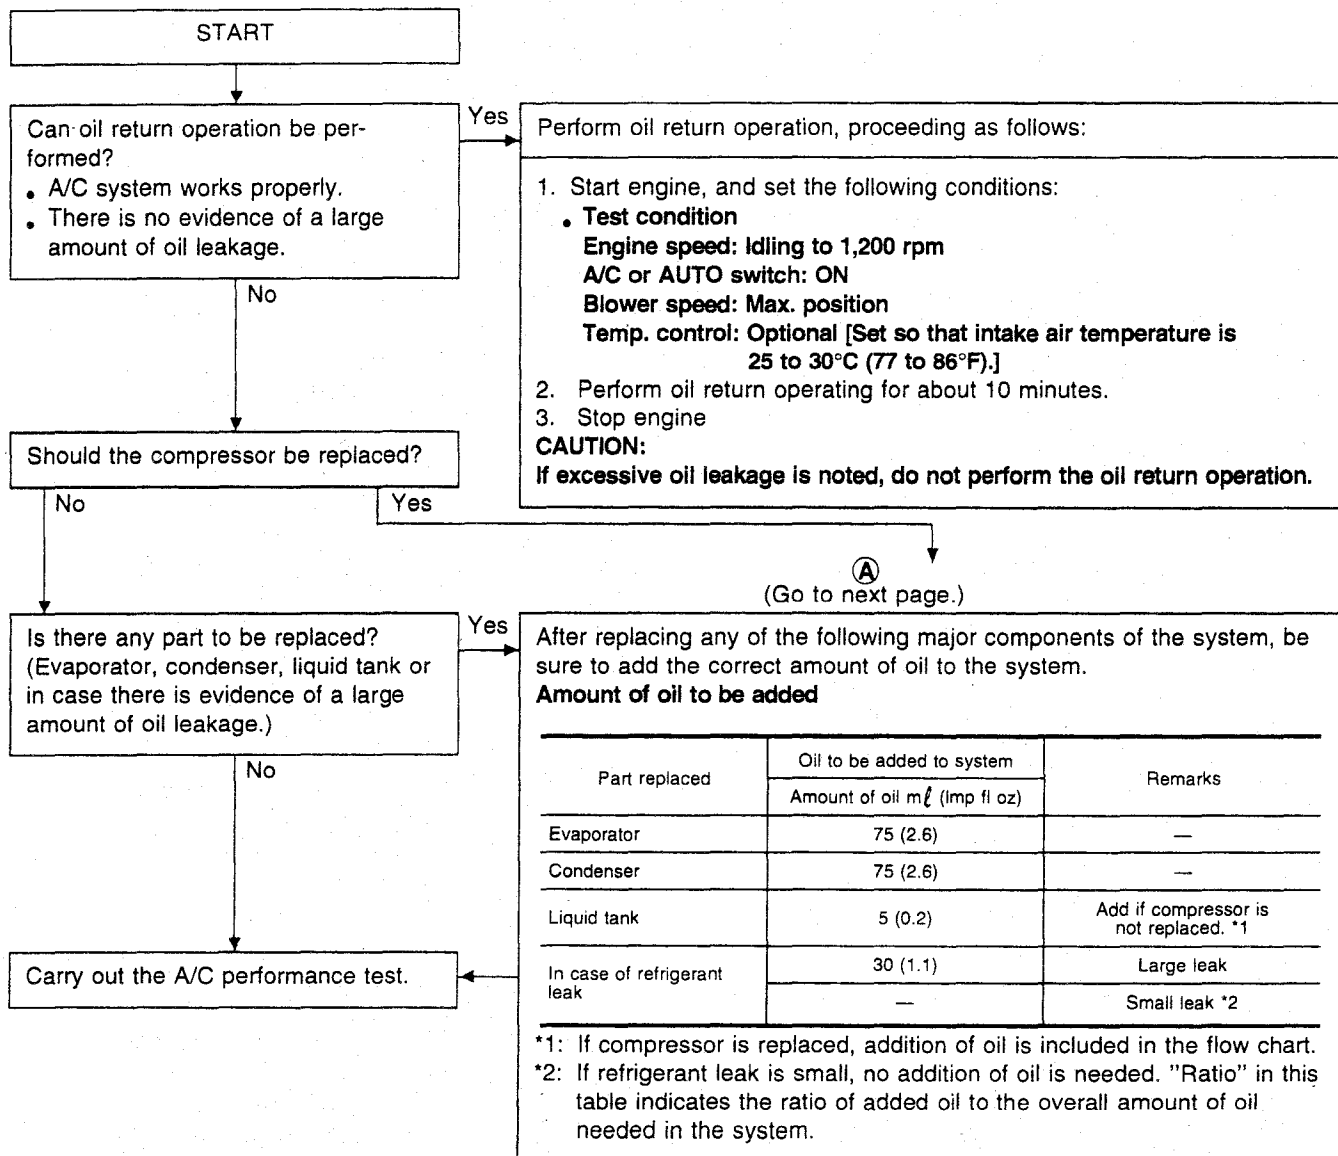 START
Can oil return operation be per-
formed?
• A/C system works properly.
• There is no evidence of a large
amount of oil leakage.
Yes
No
Perform oil return operation, proceeding as follows:
1. Start engine, and set the following conditions:
• Test condition
Engine speed: Idling to 1,200 rpm
A/C or AUTO switch: ON
Blower speed: Max. position
Temp. control: Optional [Set so that intake air temperature is
25 to 30°C (77 to 86°F).]
2. Perform oil return operating for about 10 minutes.
3. Stop engine
CAUTION:
If excessive oil leakage is noted, do not perform the oil return operation.
Should the compressor be replaced?
No
Yes
A
(Go to next page.)
Is there any part to be replaced?
(Evaporator, condenser, liquid tank or
in case there is evidence of a large
amount of oil leakage.)
Yes
No
After replacing any of the following major components of the system, be
sure to add the correct amount of oil to the system.
Amount of oil to be added
Part replaced
Oil to be added to system
Amount of oil mℓ (Imp fl oz)
Remarks
Evaporator 75 (2.6) —
Condenser 75 (2.6) —
Liquid tank 5 (0.2) Add if compressor is
not replaced. *1
In case of refrigerant
leak
30 (1.1) Large leak
— Small leak *2
*1: If compressor is replaced, addition of oil is included in the flow chart.
*2: If refrigerant leak is small, no addition of oil is needed. "Ratio" in this
table indicates the ratio of added oil to the overall amount of oil
needed in the system.
Carry out the A/C performance test.